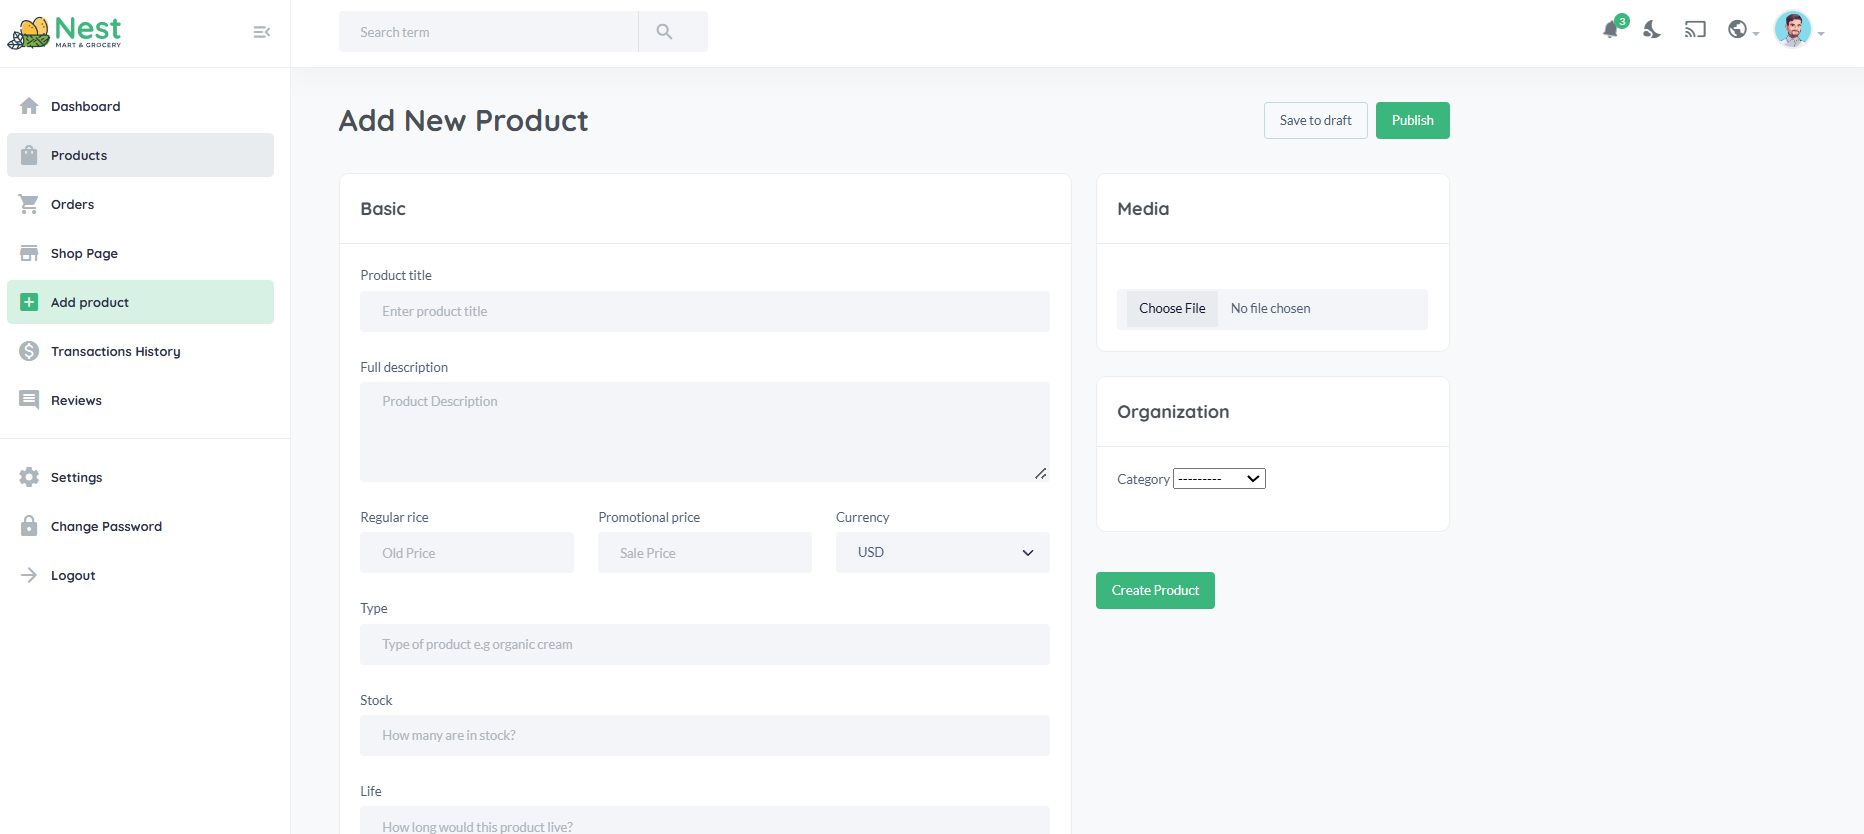 Nest
MART & GROCERY
Search term
3
Dashboard
Products
Orders
Shop Page
Add product
Transactions History
Reviews
Settings
Change Password
Logout
Add New Product
Save to draft
Publish
Basic
Product title
Enter product title
Full description
Product Description
Regular rice
Promotional price
Currency
Old Price
Sale Price
USD
Type
Type of product e.g organic cream
Stock
How many are in stock?
Life
How long would this product live?
Media
Choose File
No file chosen
Organization
Category ---------
Create Product